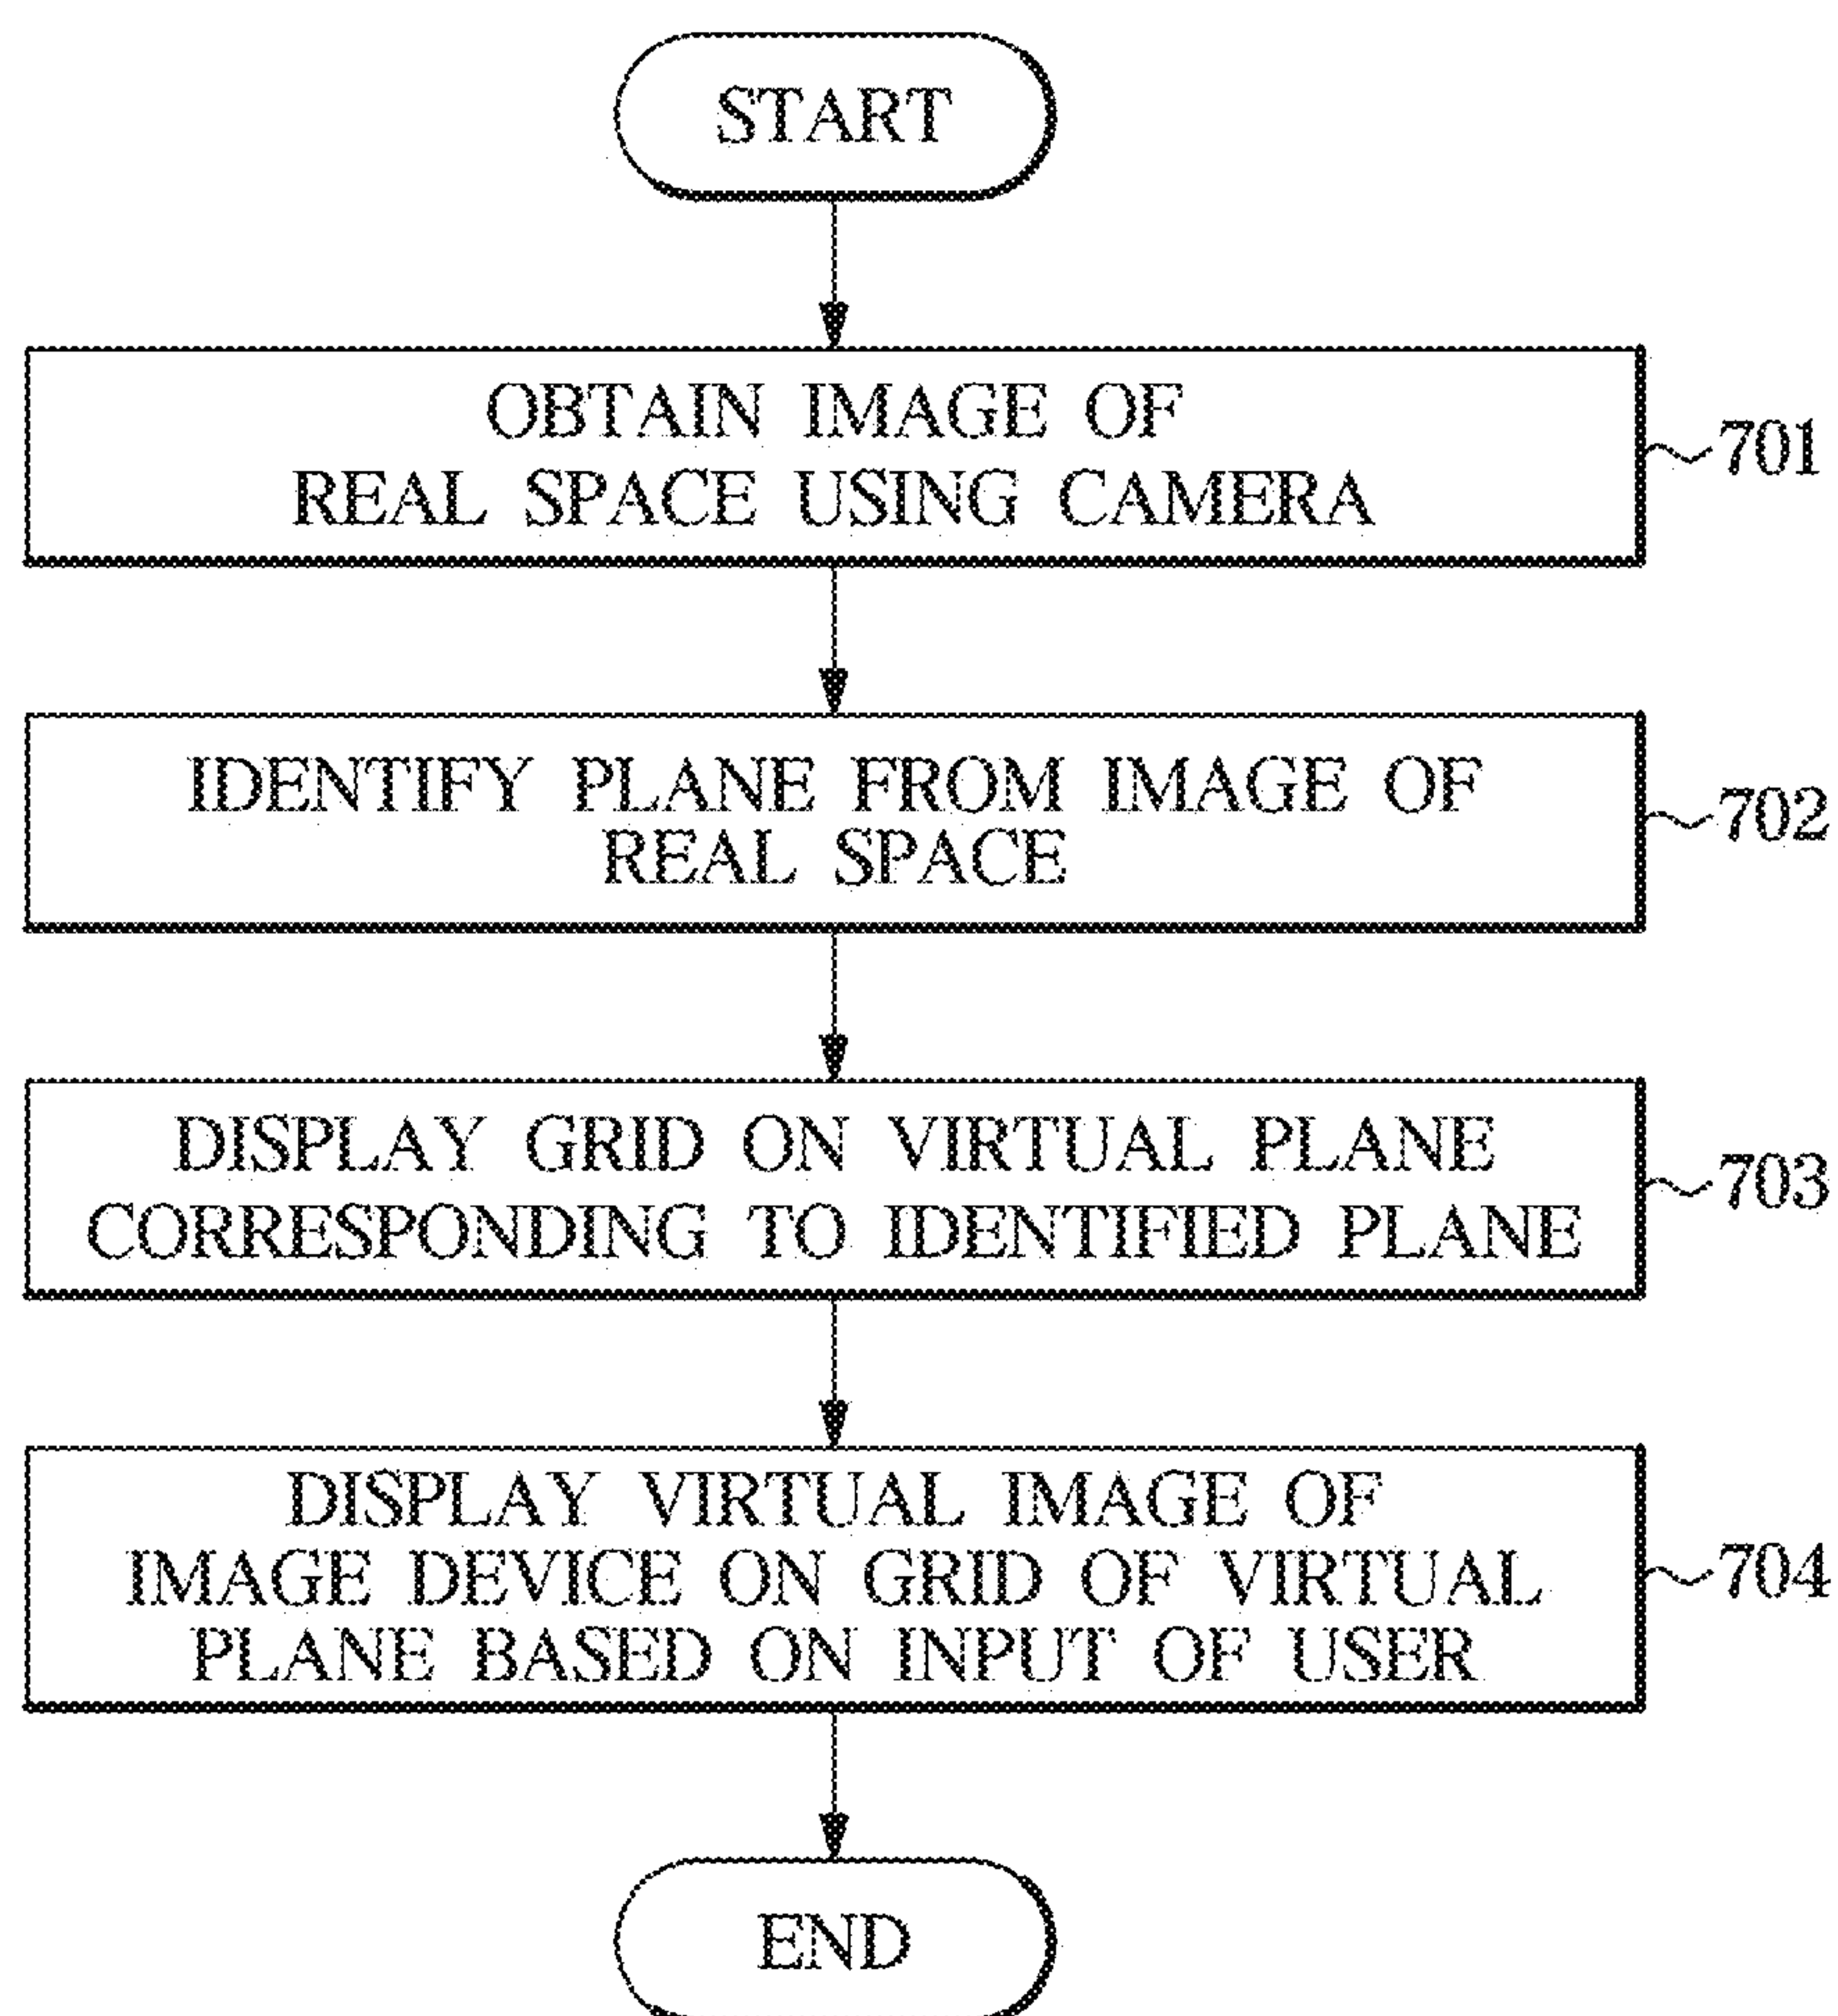 START
OBTAIN IMAGE OF
REAL SPACE USING CAMERA
701
IDENTIFY PLANE FROM IMAGE OF
REAL SPACE
702
DISPLAY GRID ON VIRTUAL PLANE
CORRESPONDING TO IDENTIFIED PLANE
703
DISPLAY VIRTUAL IMAGE OF
IMAGE DEVICE ON GRID OF VIRTUAL
PLANE BASED ON INPUT OF USER
704
END